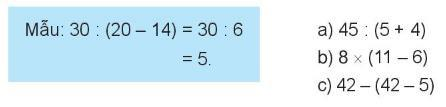 Mẫu: 30 : (20 – 14) = 30 : 6
= 5.
a) 45 : (5 + 4)
b) 8 × (11 – 6)
c) 42 – (42 – 5)